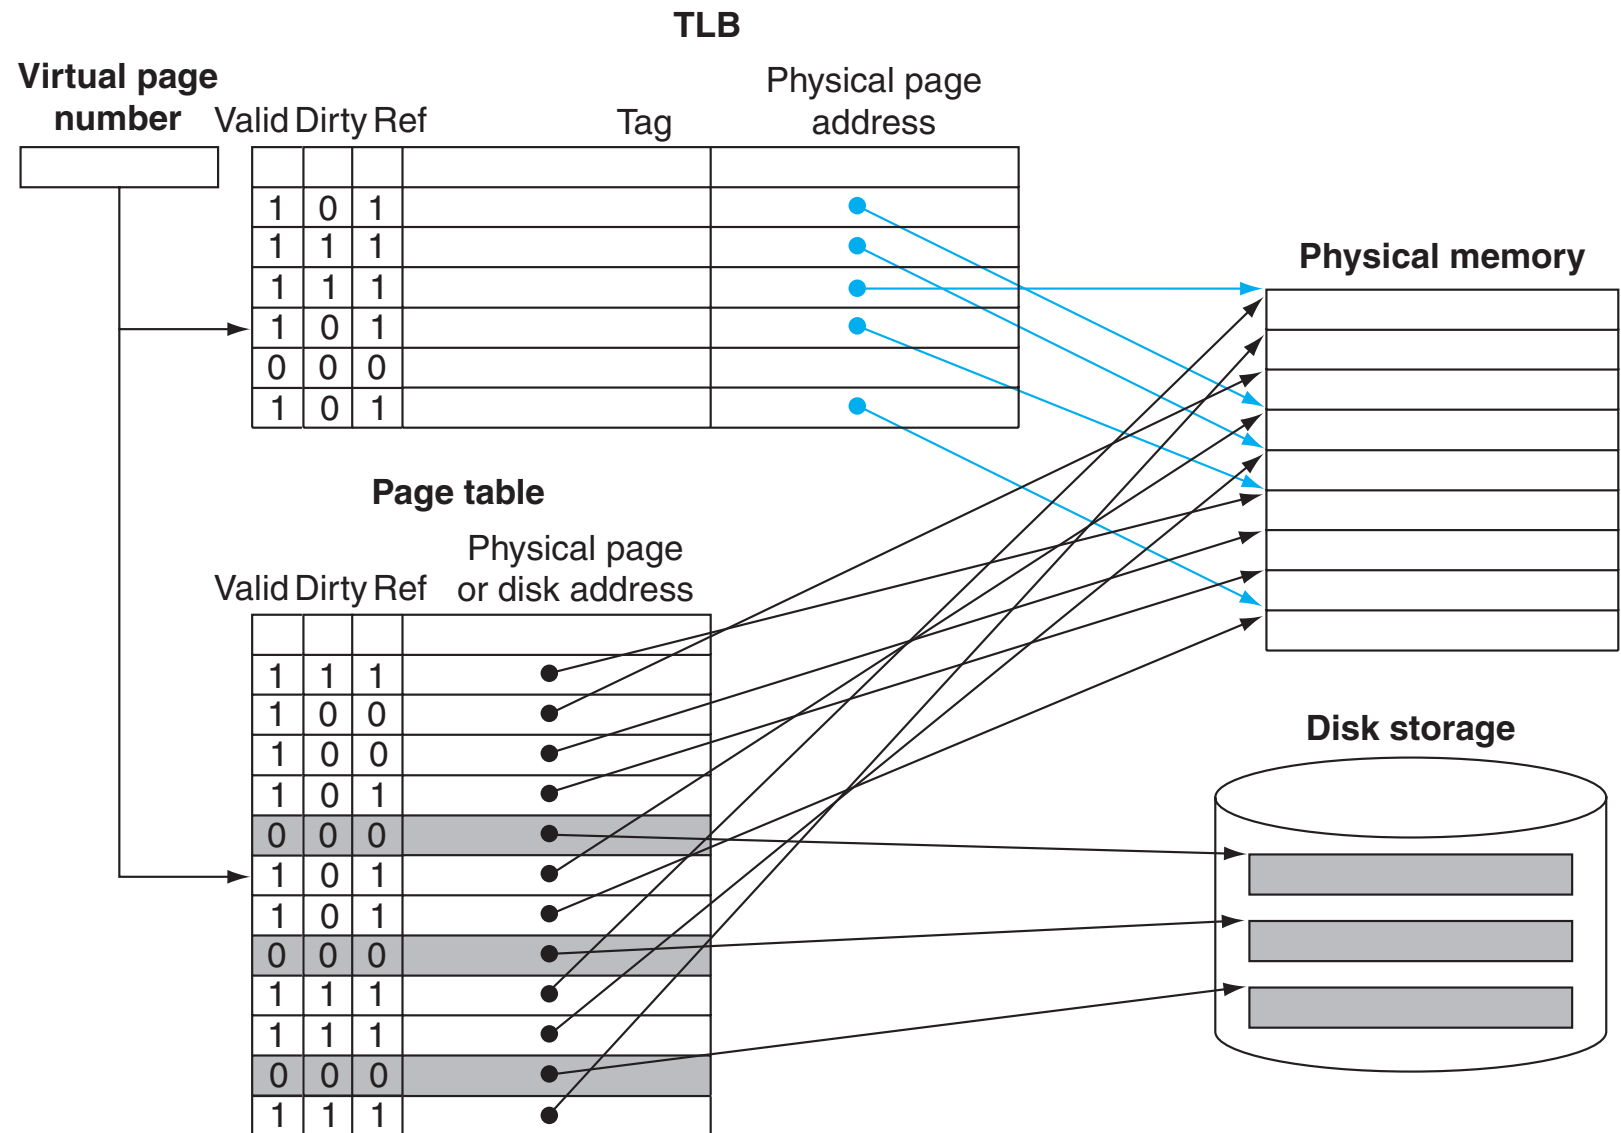 TLB
Virtual page
number
Valid Dirty Ref
Tag
Physical page
address
1 0 1
1 1 1
1 1 1
1 0 1
0 0 0
1 0 1
Physical memory
Page table
Valid Dirty Ref
Physical page
or disk address
1 1 1
1 0 0
1 0 0
1 0 1
0 0 0
1 0 1
1 0 1
0 0 0
1 1 1
1 1 1
0 0 0
1 1 1
Disk storage